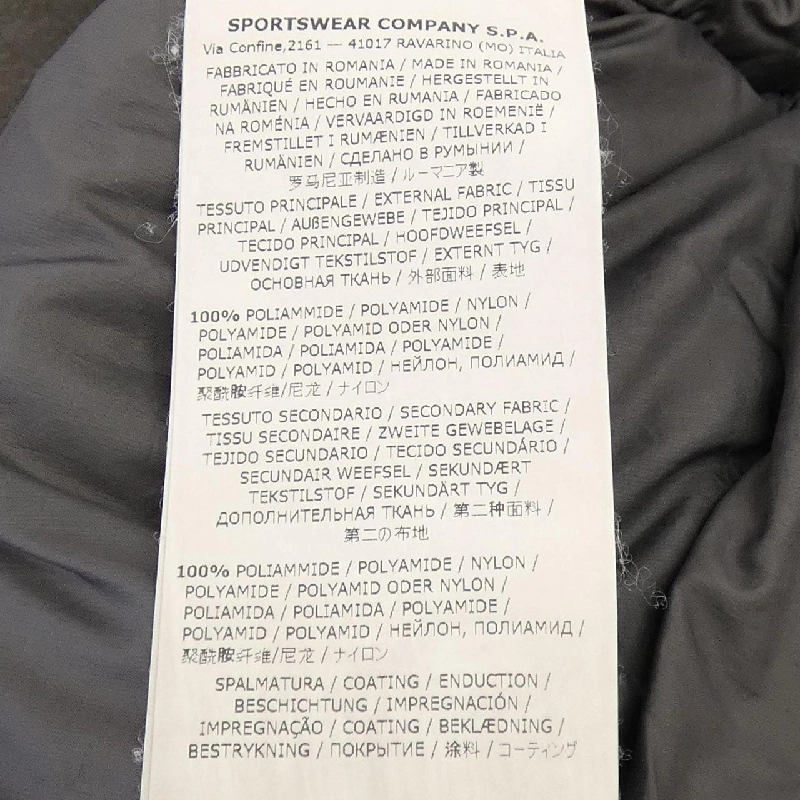 SPORTSWEAR COMPANY S.P.A.
Via Confine,2161 — 41017 RAVARINO (MO) ITALIA
FABBRICATO IN ROMANIA / MADE IN ROMANIA /
FABRIQUÉ EN ROUMANIE / HERGESTELLT IN
RUMÄNIEN / HECHO EN RUMANIA / FABRICADO
NA ROMÉNIA / VERVAARDIGD IN ROEMENIË /
FREMSTILLET I RUMÆNIEN / TILLVERKAD I
RUMÄNIEN / СДЕЛАНО В РУМЫНИИ /
罗马尼亚制造 / ルーマニア製
TESSUTO PRINCIPALE / EXTERNAL FABRIC / TISSU
PRINCIPAL / AUßENGEWEBE / TEJIDO PRINCIPAL /
TECIDO PRINCIPAL / HOOFDWEEFSEL /
UDVENDIGT TEKSTILSTOF / EXTERNT TYG /
ОСНОВНАЯ ТКАНЬ / 外部面料 / 表地
100% POLIAMMIDE / POLYAMIDE / NYLON /
POLYAMIDE / POLYAMID ODER NYLON /
POLIAMIDA / POLIAMIDA / POLYAMIDE /
POLYAMID / POLYAMID / НЕЙЛОН, ПОЛИАМИД /
聚酰胺纤维/尼龙 / ナイロン
TESSUTO SECONDARIO / SECONDARY FABRIC /
TISSU SECONDAIRE / ZWEITE GEWEBELAGE /
TEJIDO SECUNDARIO / TECIDO SECUNDÁRIO /
SECUNDAIR WEEFSEL / SEKUNDÆRT
TEKSTILSTOF / SEKUNDÄRT TYG /
ДОПОЛНИТЕЛЬНАЯ ТКАНЬ / 第二种面料 /
第二の布地
100% POLIAMMIDE / POLYAMIDE / NYLON /
POLYAMIDE / POLYAMID ODER NYLON /
POLIAMIDA / POLIAMIDA / POLYAMIDE /
POLYAMID / POLYAMID / НЕЙЛОН, ПОЛИАМИД /
聚酰胺纤维/尼龙 / ナイロン
SPALMATURA / COATING / ENDUCTION /
BESCHICHTUNG / IMPREGNACIÓN /
IMPREGNAÇÃO / COATING / BEKLÆDNING /
BESTRYKNING / ПОКРЫТИЕ / 涂料 / コーティング